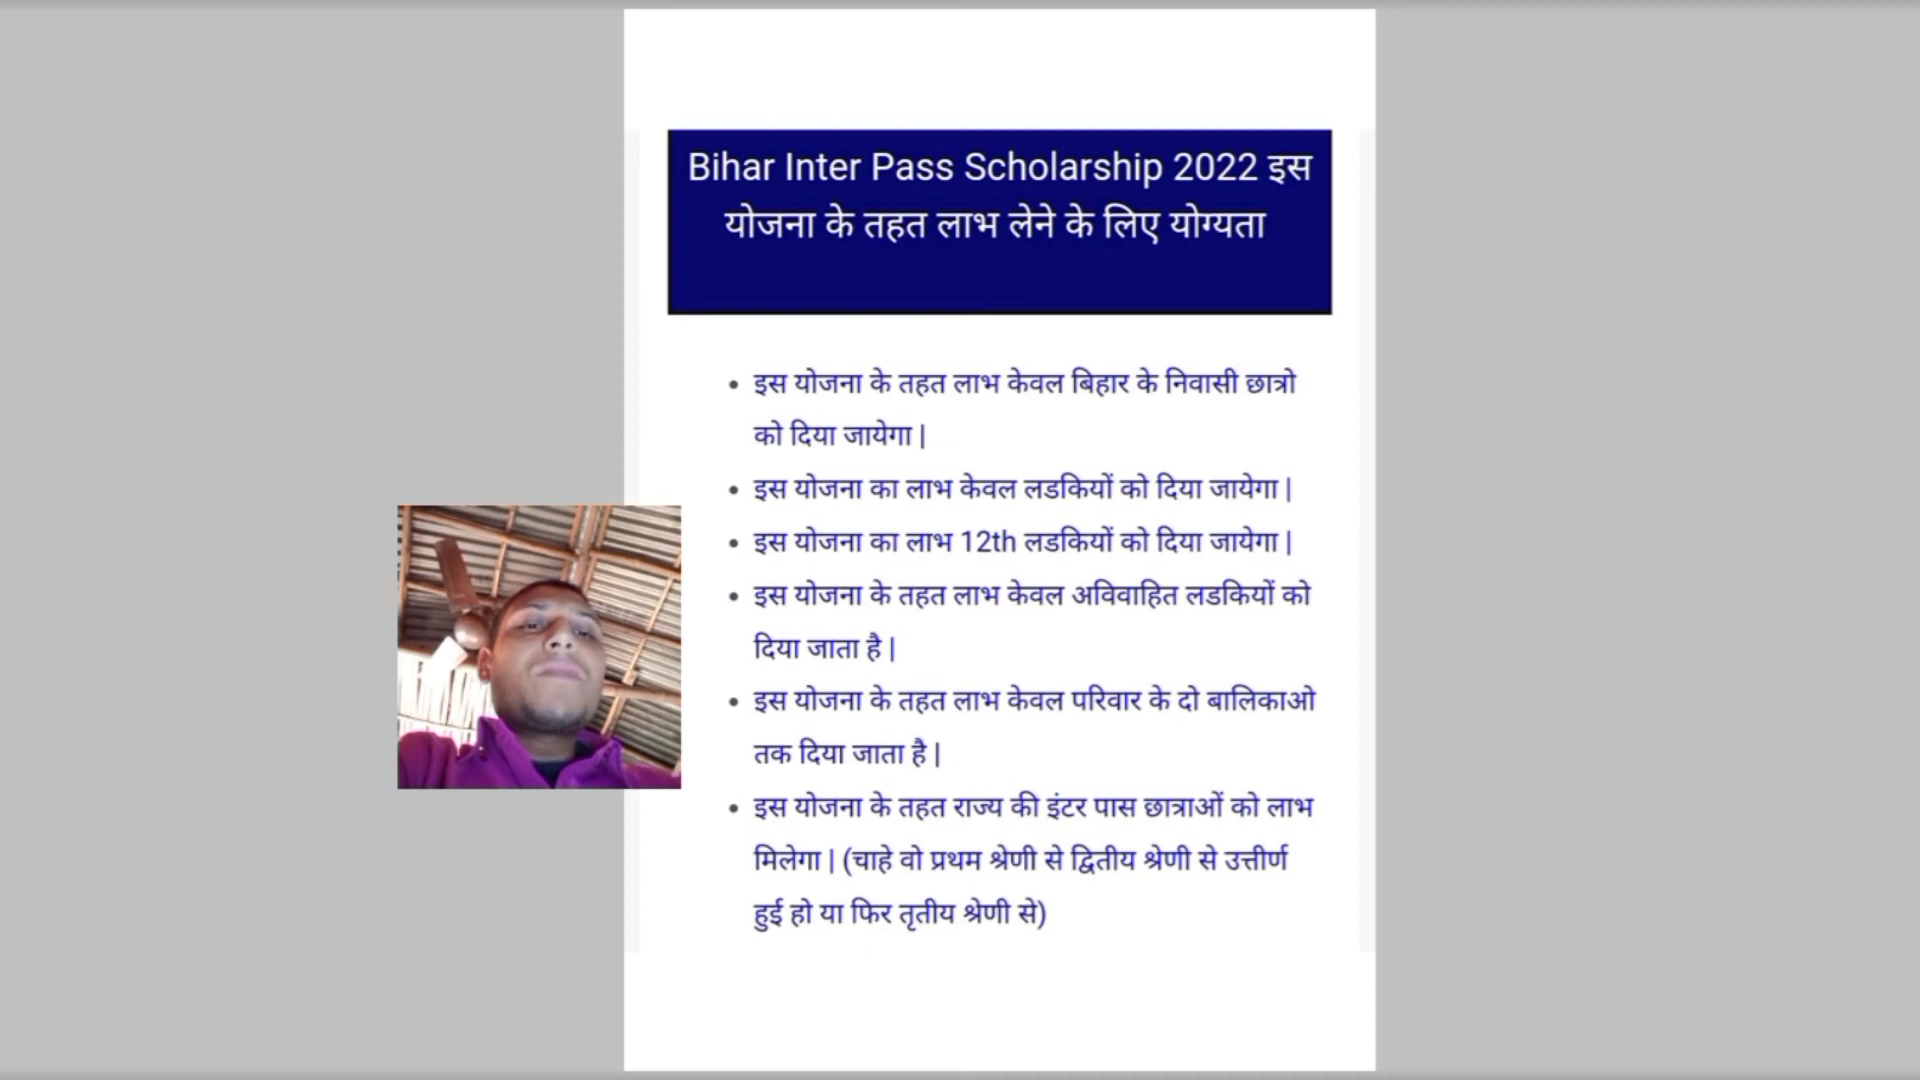 Bihar Inter Pass Scholarship 2022 इस
योजना के तहत लाभ लेने के लिए योग्यता
• इस योजना के तहत लाभ केवल बिहार के निवासी छात्रो
को दिया जायेगा |
• इस योजना का लाभ केवल लडकियों को दिया जायेगा |
• इस योजना का लाभ 12th लडकियों को दिया जायेगा |
• इस योजना के तहत लाभ केवल अविवाहित लडकियों को
दिया जाता है |
• इस योजना के तहत लाभ केवल परिवार के दो बालिकाओ
तक दिया जाता है |
• इस योजना के तहत राज्य की इंटर पास छात्राओं को लाभ
मिलेगा | (चाहे वो प्रथम श्रेणी से द्वितीय श्रेणी से उत्तीर्ण
हुई हो या फिर तृतीय श्रेणी से)